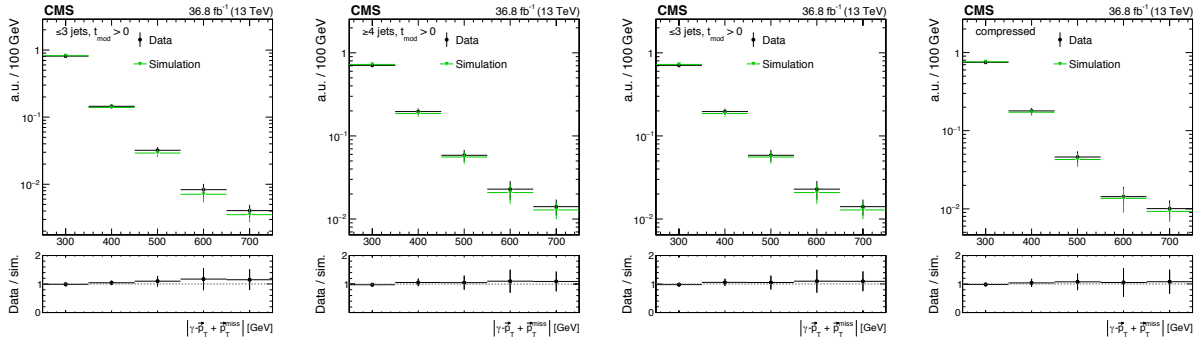 CMS 36.8 fb⁻¹ (13 TeV)
≤3 jets, t_mod > 0
Data
Simulation
a.u. / 100 GeV
1
10⁻¹
10⁻²
300 400 500 600 700
Data / sim.
2
1
0
|γ-p⃗_T + p⃗_T^miss| [GeV]
CMS 36.8 fb⁻¹ (13 TeV)
≥4 jets, t_mod > 0
Data
Simulation
a.u. / 100 GeV
1
10⁻¹
10⁻²
300 400 500 600 700
Data / sim.
2
1
0
|γ-p⃗_T + p⃗_T^miss| [GeV]
CMS 36.8 fb⁻¹ (13 TeV)
≤3 jets, t_mod > 0
Data
Simulation
a.u. / 100 GeV
1
10⁻¹
10⁻²
300 400 500 600 700
Data / sim.
2
1
0
|γ-p⃗_T + p⃗_T^miss| [GeV]
CMS 36.8 fb⁻¹ (13 TeV)
compressed
Data
Simulation
a.u. / 100 GeV
1
10⁻¹
10⁻²
300 400 500 600 700
Data / sim.
2
1
0
|γ-p⃗_T + p⃗_T^miss| [GeV]